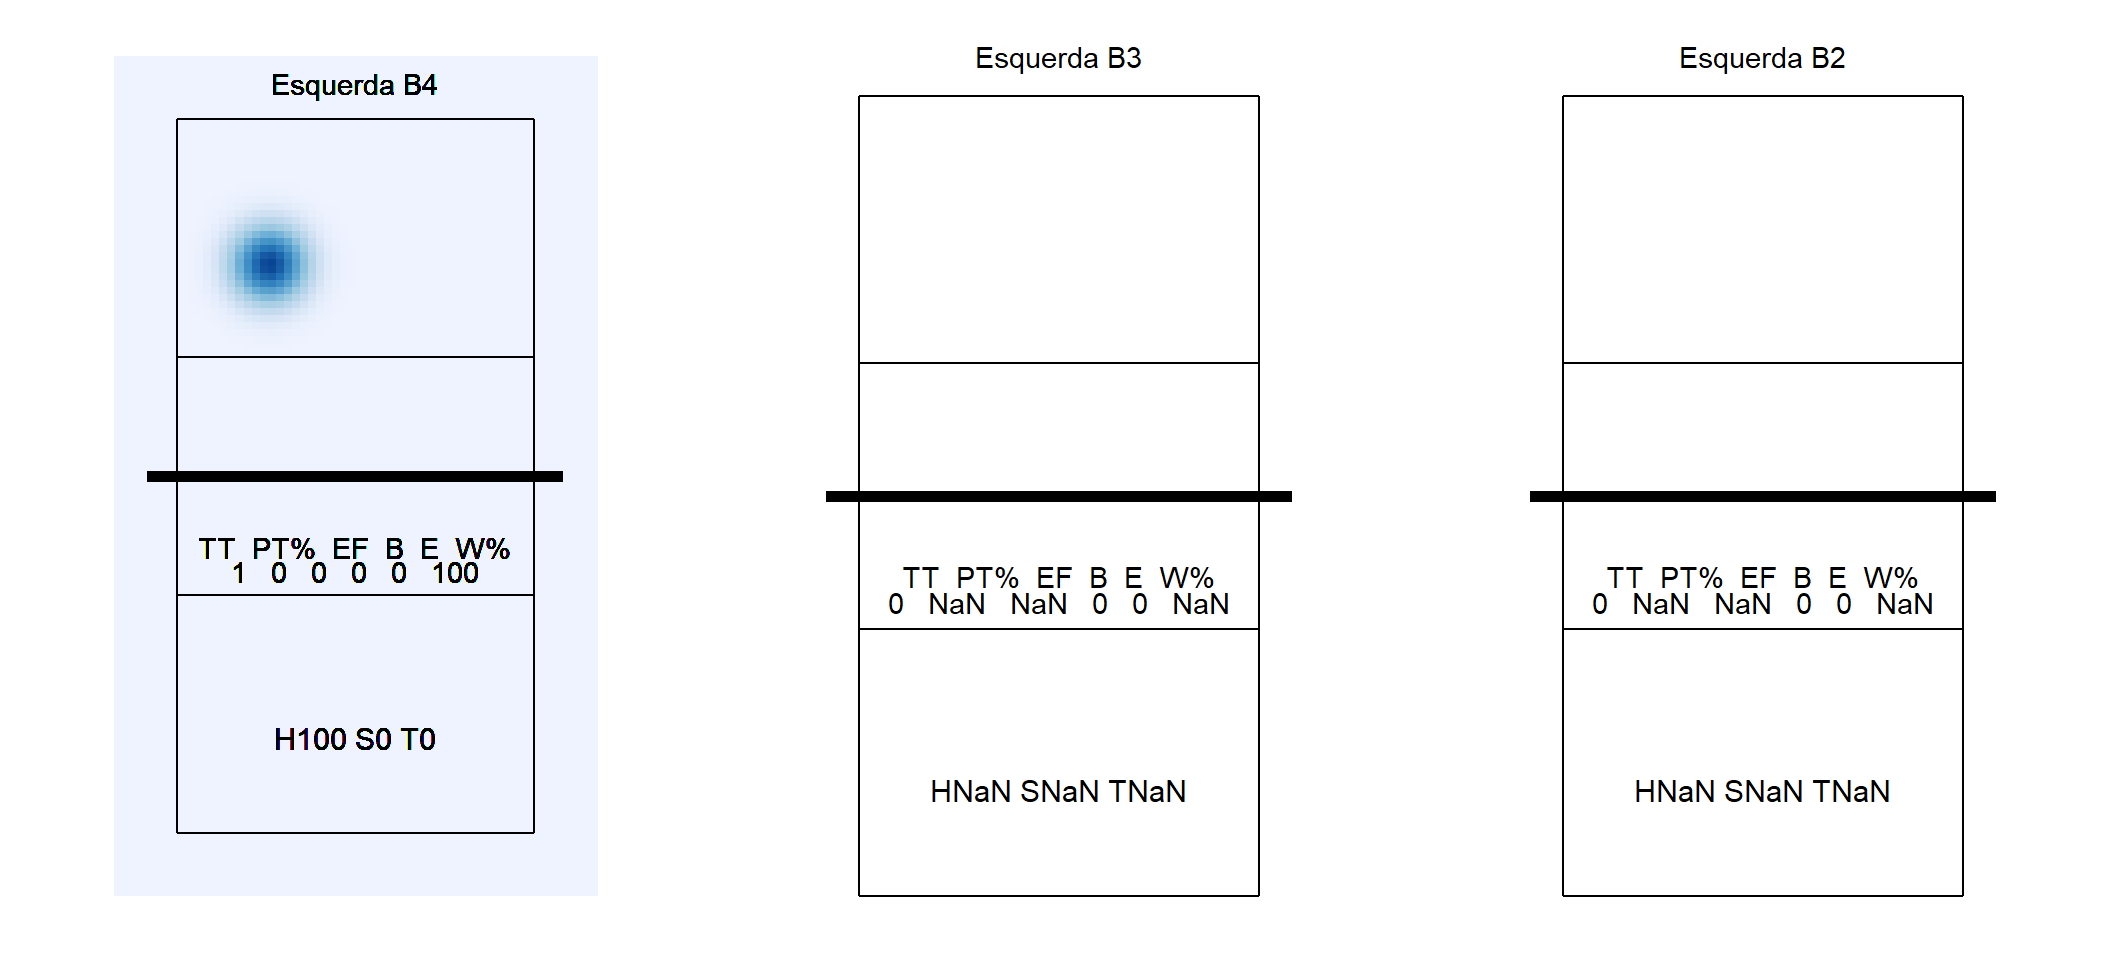 Esquerda B4
TT PT% EF B E W%
1 0 0 0 0 100
H100 S0 T0
Esquerda B3
TT PT% EF B E W%
0 NaN NaN 0 0 NaN
HNaN SNaN TNaN
Esquerda B2
TT PT% EF B E W%
0 NaN NaN 0 0 NaN
HNaN SNaN TNaN